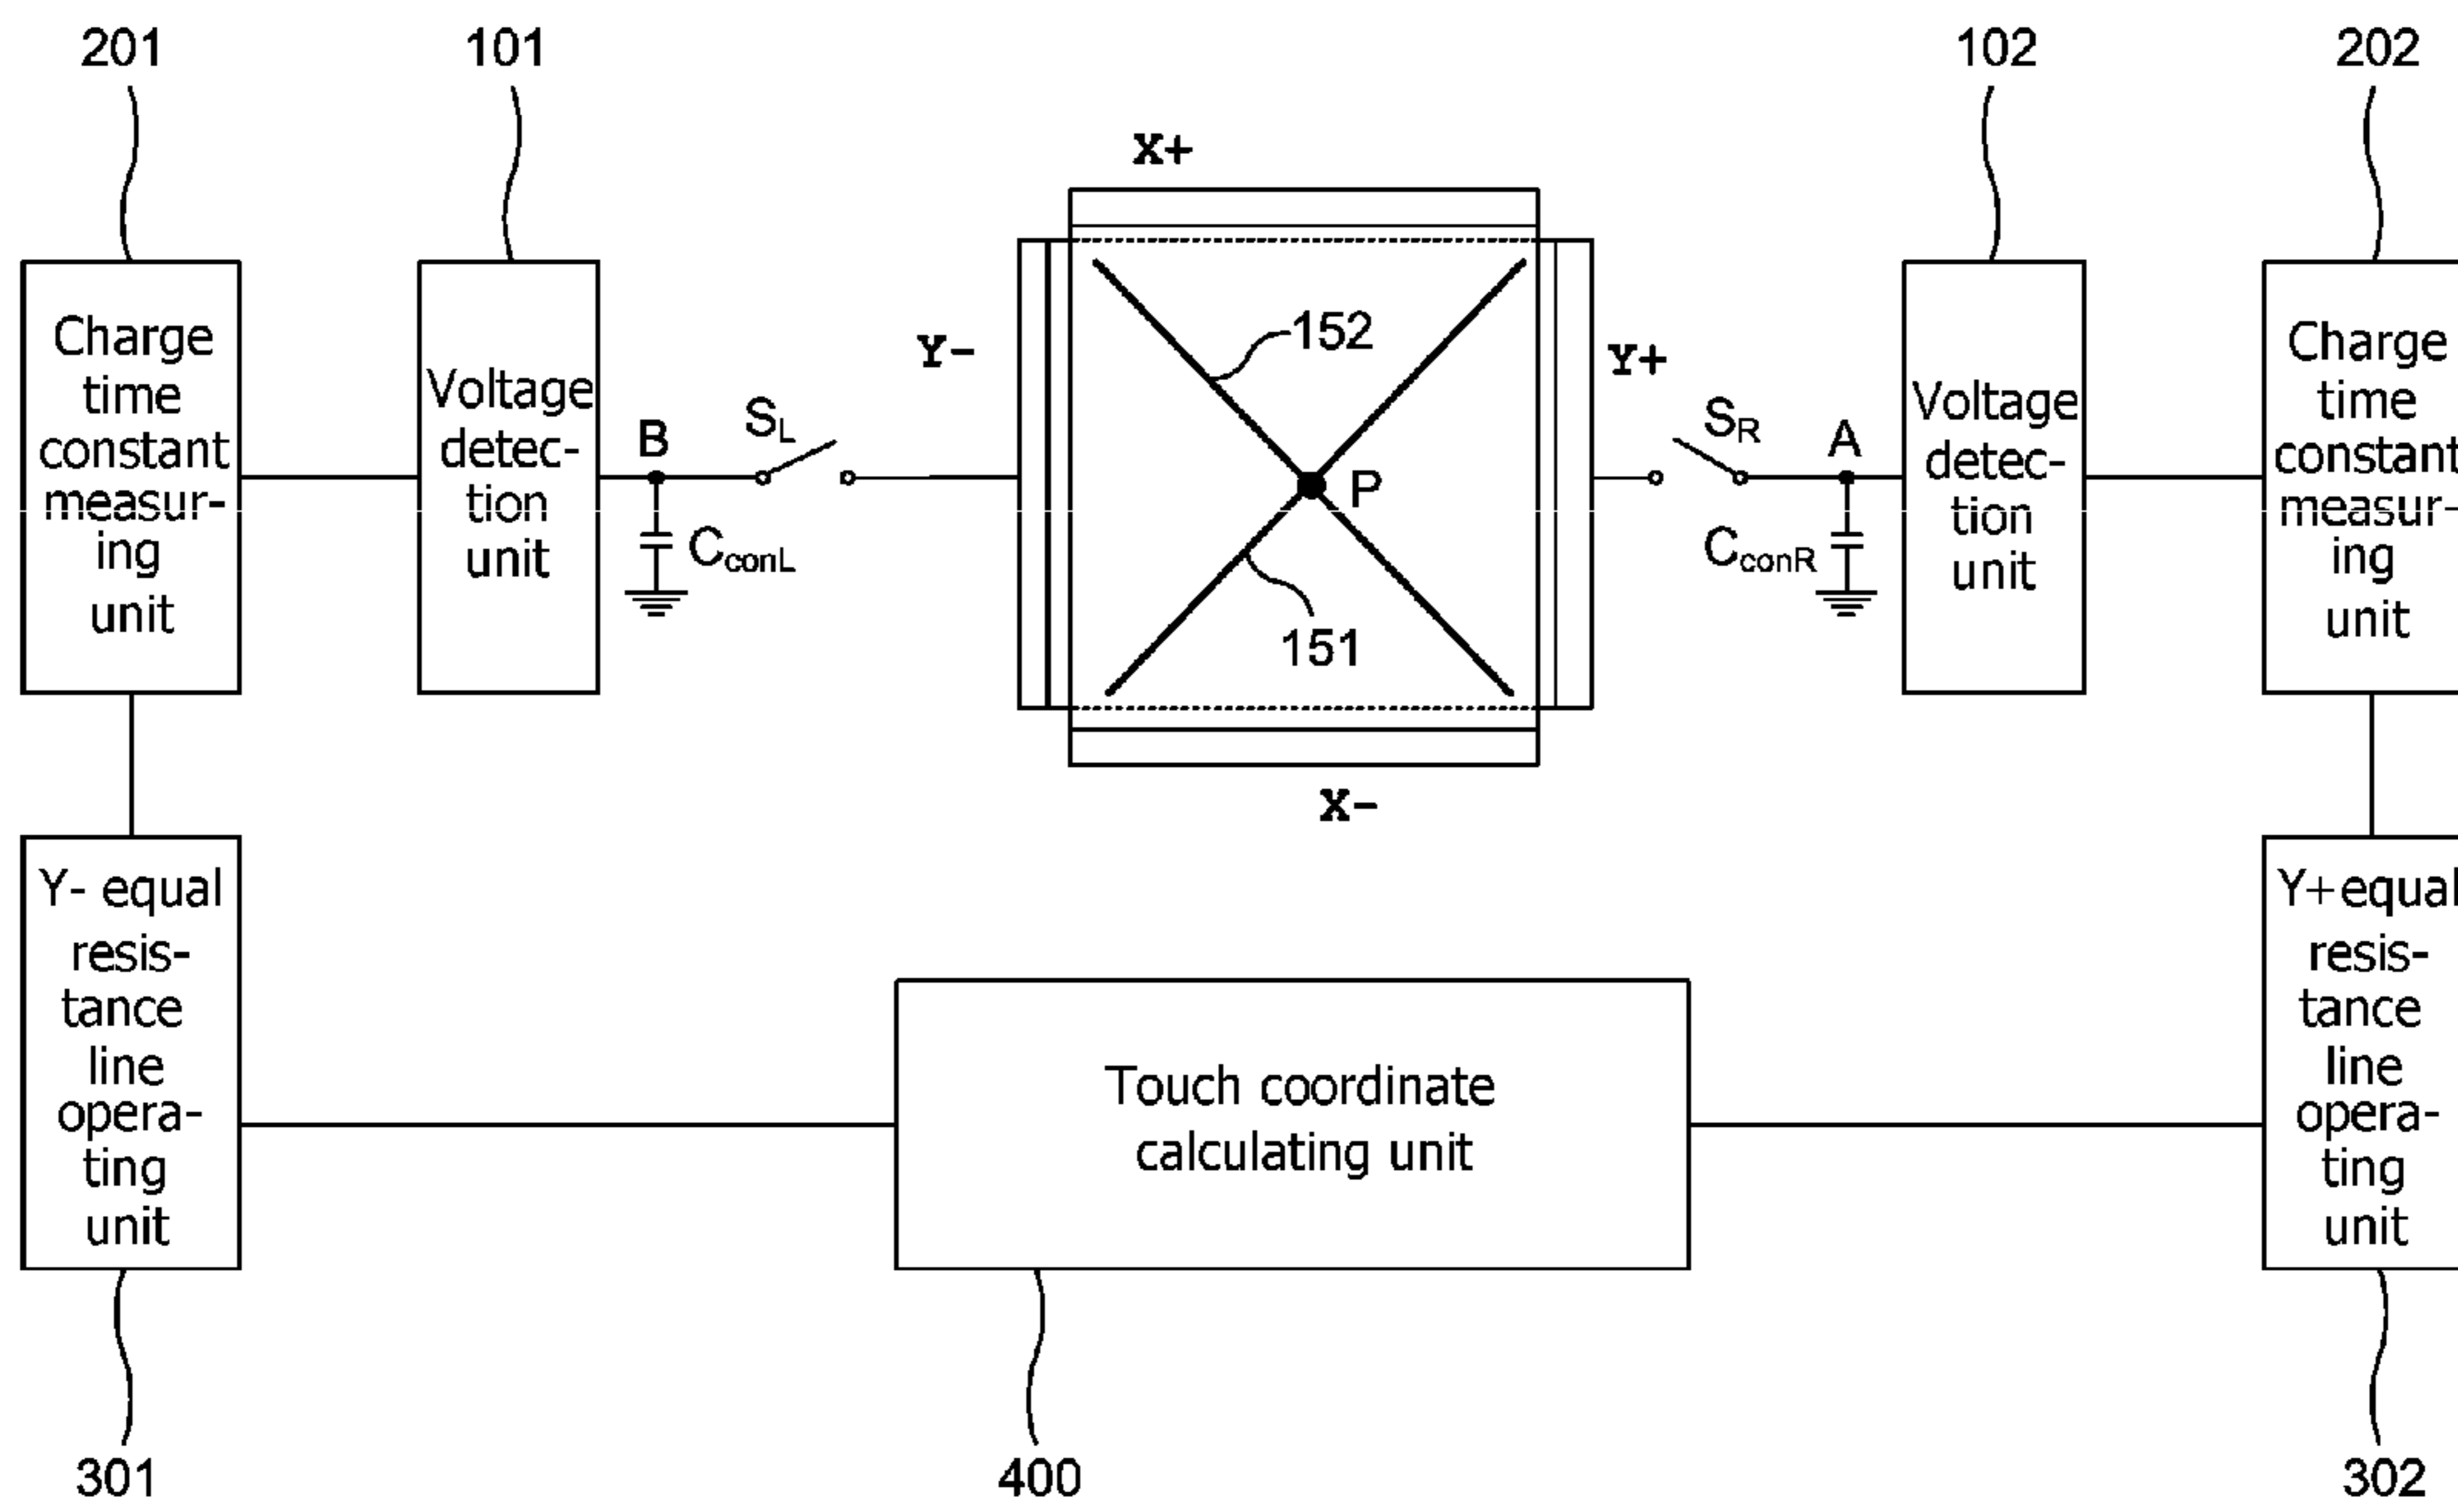 201
101
102
202
X+
Y-
Y+
Charge
time
constant
measur-
ing
unit
Voltage
detec-
tion
unit
B
SL
CconL
152
P
151
SR
A
CconR
Voltage
detec-
tion
unit
Charge
time
constant
measur-
ing
unit
X-
Y- equal
resis-
tance
line
opera-
ting
unit
Touch coordinate
calculating unit
Y+equal
resis-
tance
line
opera-
ting
unit
301
400
302